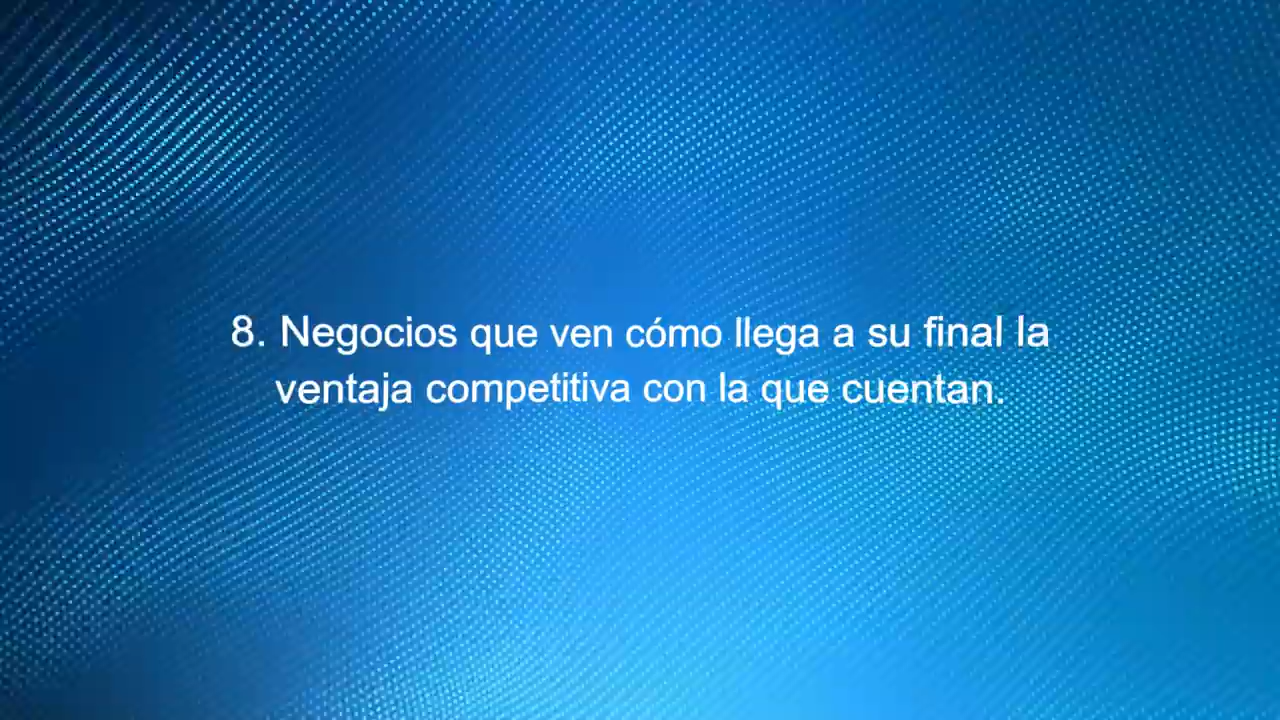 8. Negocios que ven cómo llega a su final la
ventaja competitiva con la que cuentan.